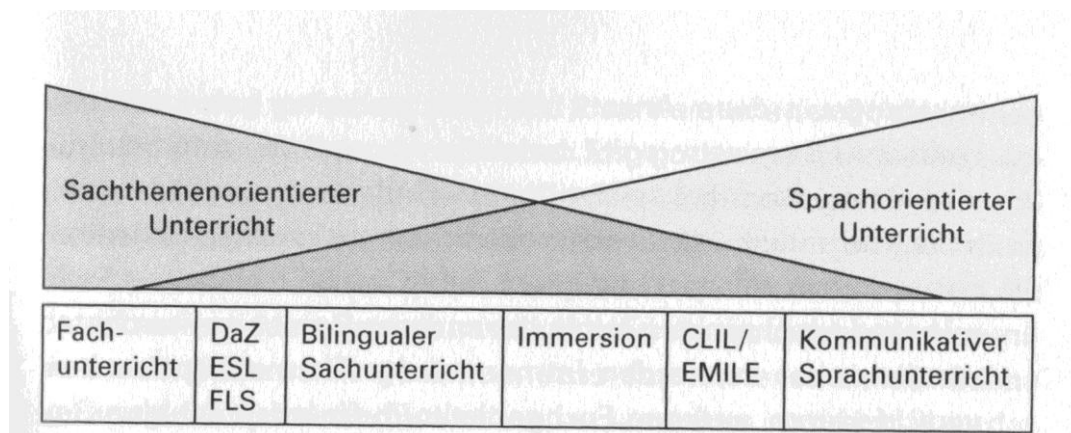 Sachthemenorientierter
Unterricht
Sprachorientierter
Unterricht
Fach-
unterricht
DaZ
ESL
FLS
Bilingualer
Sachunterricht
Immersion
CLIL/
EMILE
Kommunikativer
Sprachunterricht